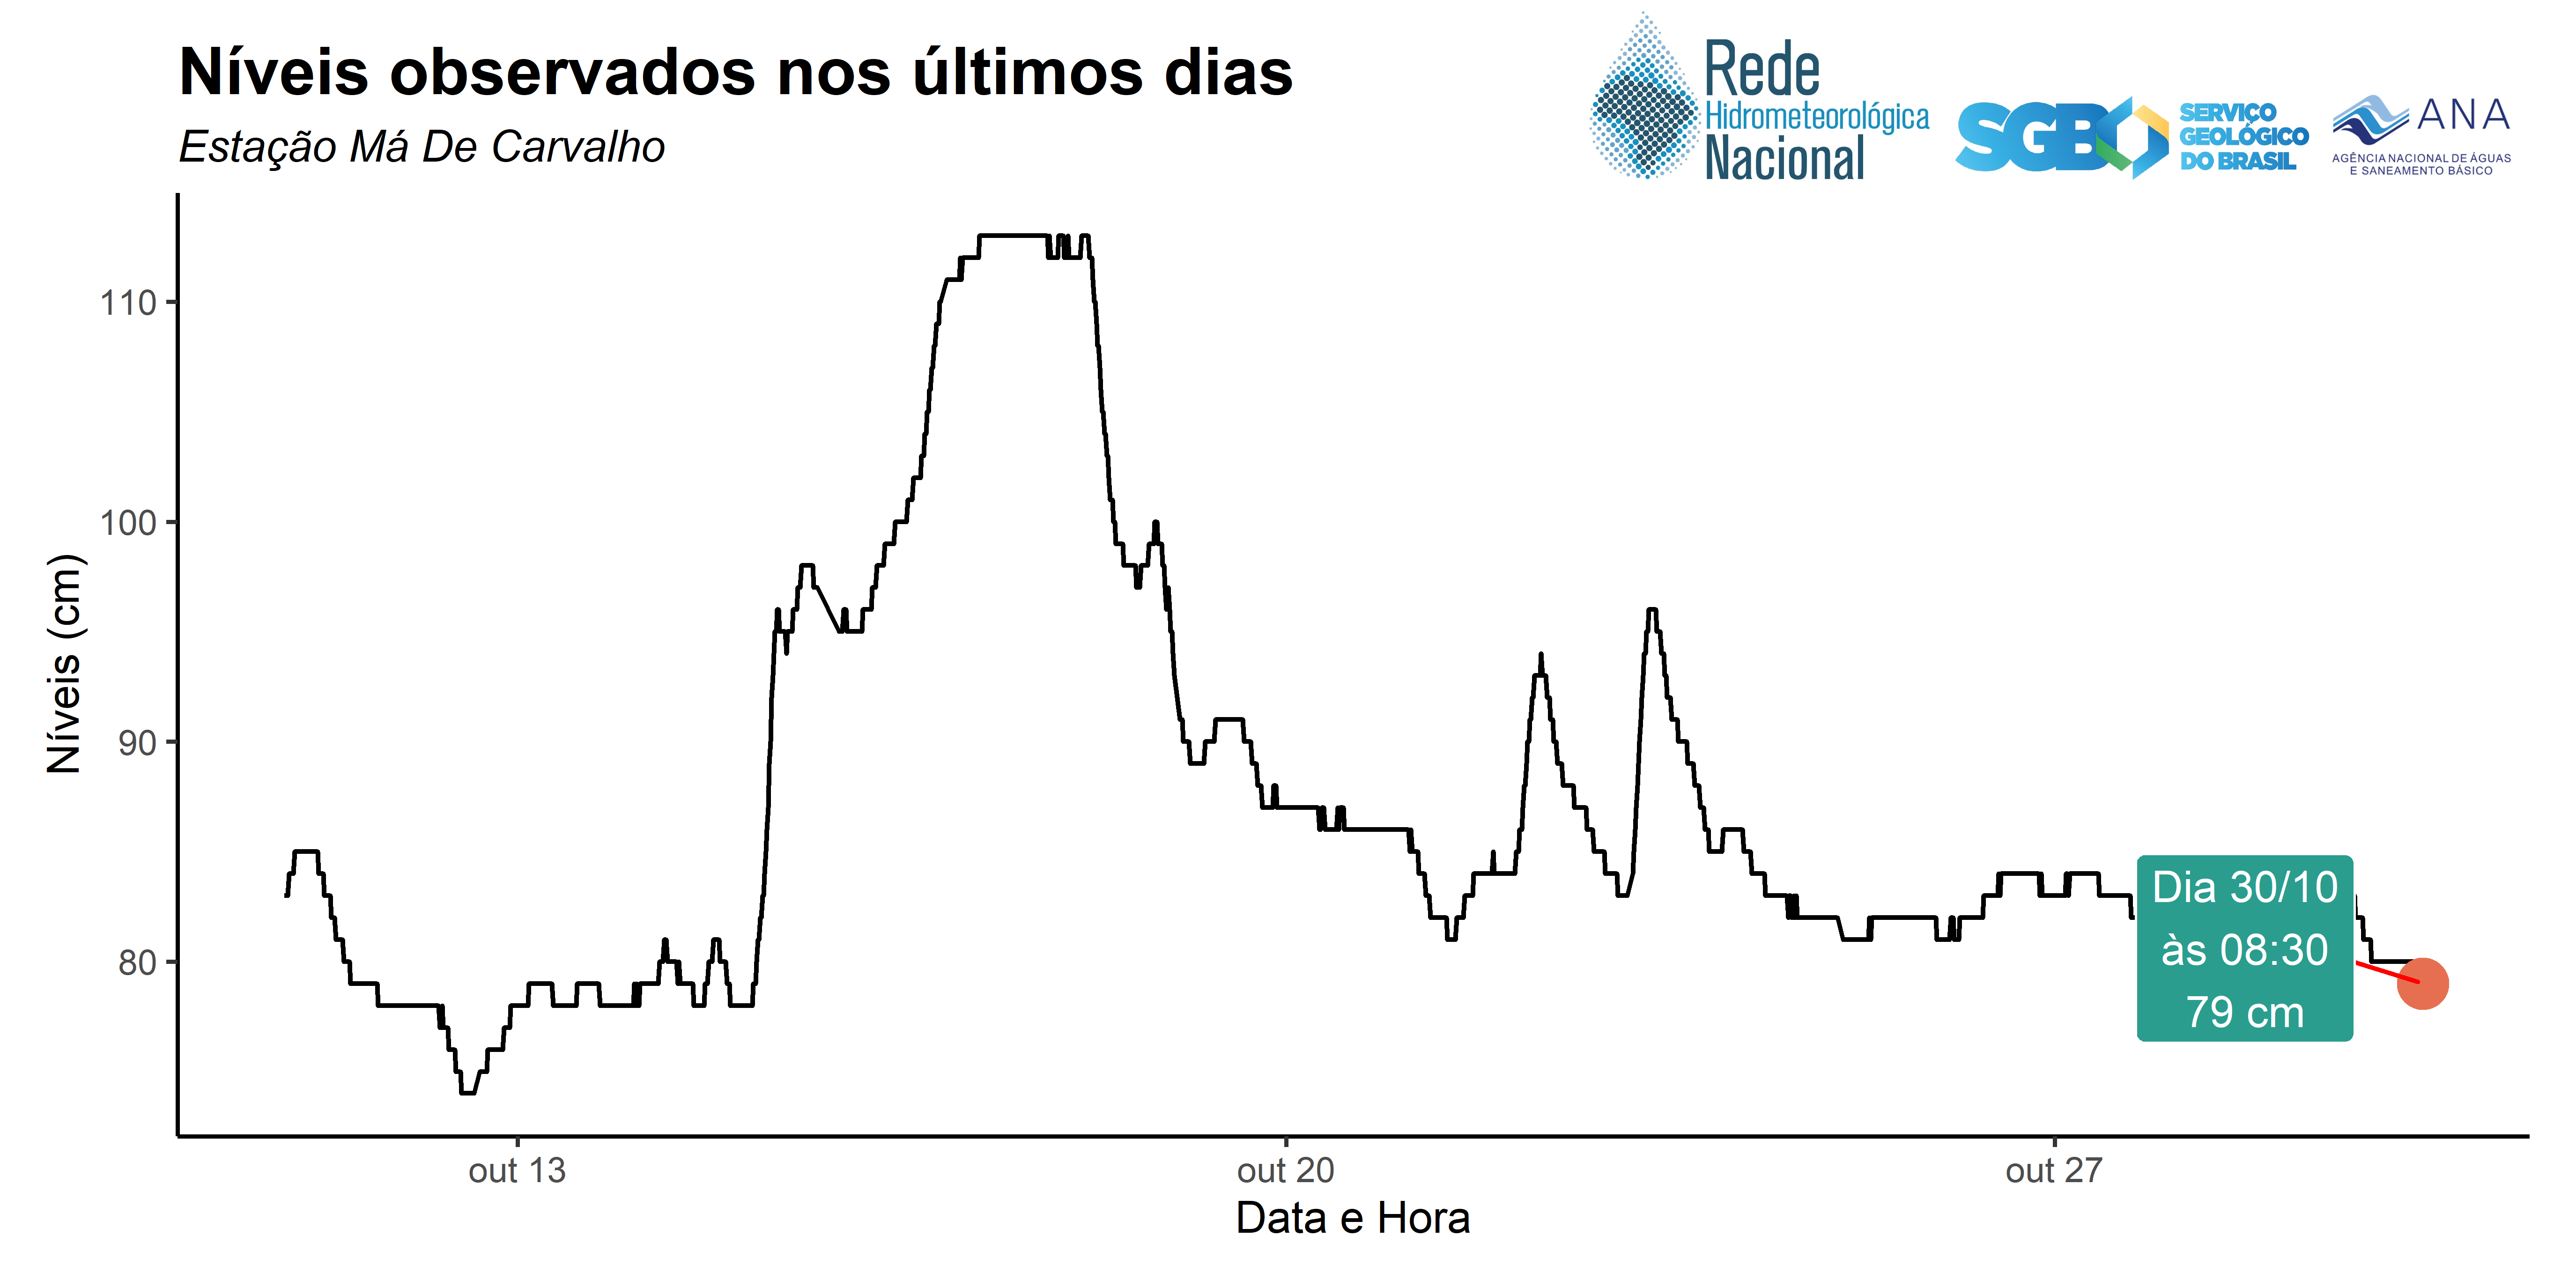 Níveis observados nos últimos dias
Estação Má De Carvalho
Rede
Hidrometeorológica
Nacional
SGB
SERVIÇO
GEOLÓGICO
DO BRASIL
ANA
AGÊNCIA NACIONAL DE ÁGUAS
E SANEAMENTO BÁSICO
Níveis (cm)
110
100
90
80
Dia 30/10
às 08:30
79 cm
out 13
out 20
out 27
Data e Hora